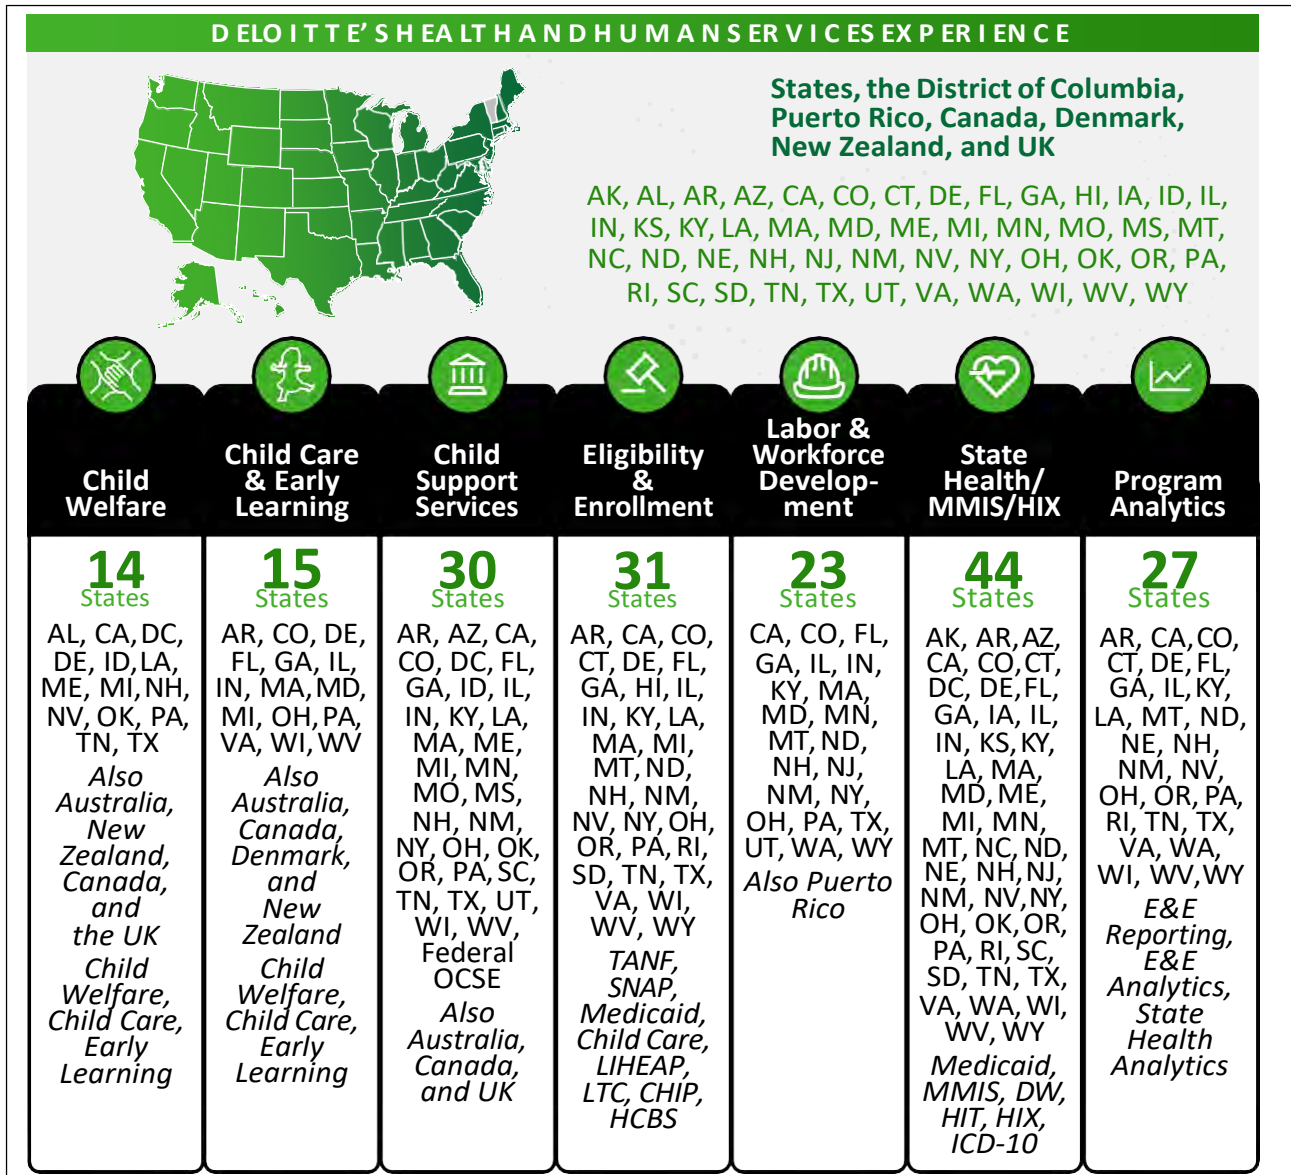 DELOITTE'S HEALTH AND HUMAN SERVICES EXPERIENCE
States, the District of Columbia,
Puerto Rico, Canada, Denmark,
New Zealand, and UK
AK, AL, AR, AZ, CA, CO, CT, DE, FL, GA, HI, IA, ID, IL,
IN, KS, KY, LA, MA, MD, ME, MI, MN, MO, MS, MT,
NC, ND, NE, NH, NJ, NM, NV, NY, OH, OK, OR, PA,
RI, SC, SD, TN, TX, UT, VA, WA, WI, WV, WY
Child
Welfare
14
States
AL, CA, DC,
DE, ID, LA,
ME, MI, NH,
NV, OK, PA,
TN, TX
Also
Australia,
New
Zealand,
Canada,
and
the UK
Child
Welfare,
Child Care,
Early
Learning
Child Care
& Early
Learning
15
States
AR, CO, DE,
FL, GA, IL,
IN, MA, MD,
MI, OH, PA,
VA, WI, WV
Also
Australia,
Canada,
Denmark,
and
New
Zealand
Child
Welfare,
Child Care,
Early
Learning
Child
Support
Services
30
States
AR, AZ, CA,
CO, DC, FL,
GA, ID, IL,
IN, KY, LA,
MA, ME,
MI, MN,
MO, MS,
NH, NM,
NY, OH, OK,
OR, PA, SC,
TN, TX, UT,
WI, WV,
Federal
OCSE
Also
Australia,
Canada,
and UK
Eligibility
&
Enrollment
31
States
AR, CA, CO,
CT, DE, FL,
GA, HI, IL,
IN, KY, LA,
MA, MI,
MT, ND,
NH, NM,
NV, NY, OH,
OR, PA, RI,
SD, TN, TX,
VA, WI,
WV, WY
TANF,
SNAP,
Medicaid,
Child Care,
LIHEAP,
LTC, CHIP,
HCBS
Labor &
Workforce
Develop-
ment
23
States
CA, CO, FL,
GA, IL, IN,
KY, MA,
MD, MN,
MT, ND,
NH, NJ,
NM, NY,
OH, PA, TX,
UT, WA, WY
Also Puerto
Rico
State
Health/
MMIS/HIX
44
States
AK, AR, AZ,
CA, CO, CT,
DC, DE, FL,
GA, IA, IL,
IN, KS, KY,
LA, MA,
MD, ME,
MI, MN,
MT, NC, ND,
NE, NH, NJ,
NM, NV, NY,
OH, OK, OR,
PA, RI, SC,
SD, TN, TX,
VA, WA, WI,
WV, WY
Medicaid,
MMIS, DW,
HIT, HIX,
ICD-10
Program
Analytics
27
States
AR, CA, CO,
CT, DE, FL,
GA, IL, KY,
LA, MT, ND,
NE, NH,
NM, NV,
OH, OR, PA,
RI, TN, TX,
VA, WA,
WI, WV, WY
E&E
Reporting,
E&E
Analytics,
State
Health
Analytics